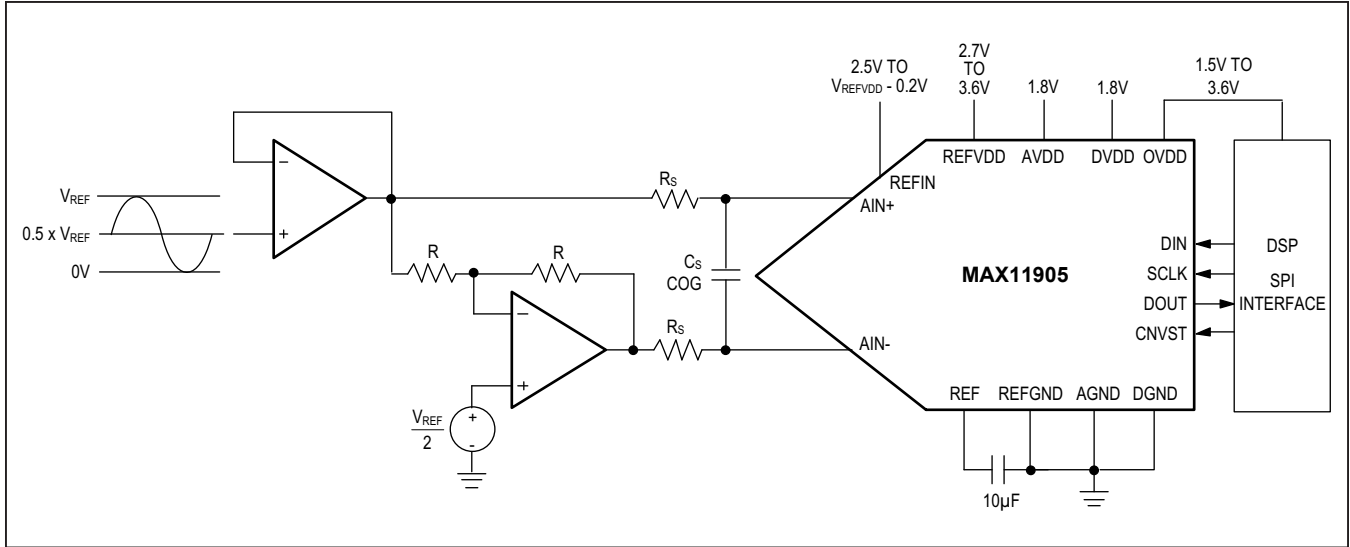 2.5V TO
VREFVDD - 0.2V
2.7V
TO
3.6V
1.8V
1.8V
1.5V TO
3.6V
REFVDD
AVDD
DVDD
OVDD
REFIN
AIN+
-
+
VREF
0.5 x VREF
0V
RS
R
R
CS
COG
MAX11905
DIN
SCLK
DOUT
CNVST
DSP
SPI
INTERFACE
-
+
RS
AIN-
VREF
2
+
-
REF
REFGND
AGND
DGND
10µF